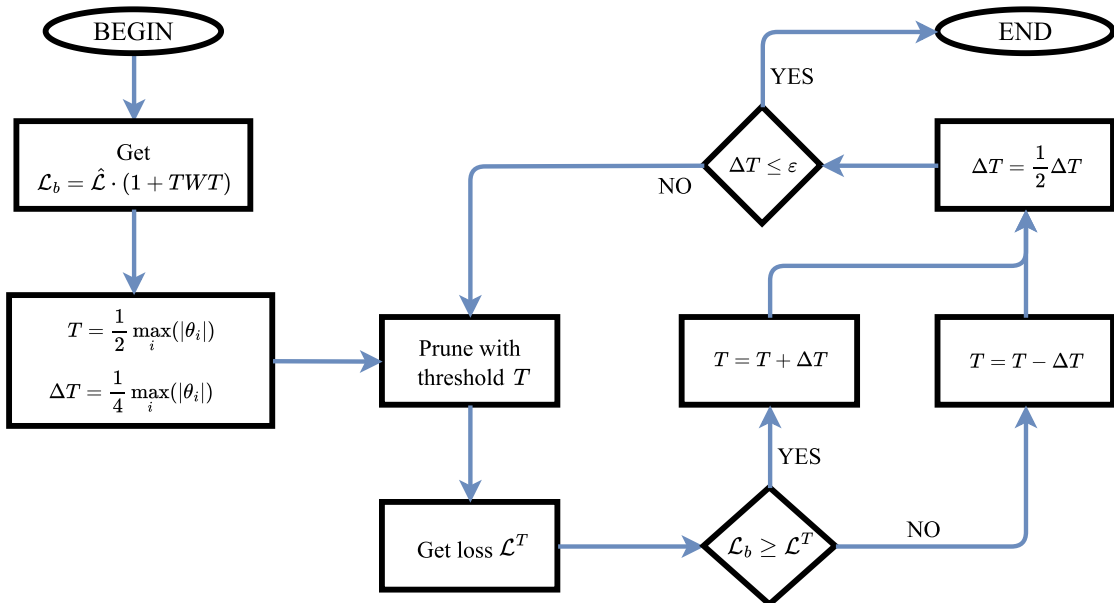 BEGIN
Get
$\mathcal{L}_b = \hat{\mathcal{L}} \cdot (1 + TWT)$
$T = \frac{1}{2} \max_i(|\theta_i|)$
$\Delta T = \frac{1}{4} \max_i(|\theta_i|)$
Prune with
threshold $T$
Get loss $\mathcal{L}^T$
$\mathcal{L}_b \geq \mathcal{L}^T$
YES
NO
$T = T + \Delta T$
$T = T - \Delta T$
$\Delta T = \frac{1}{2} \Delta T$
$\Delta T \leq \varepsilon$
NO
YES
END